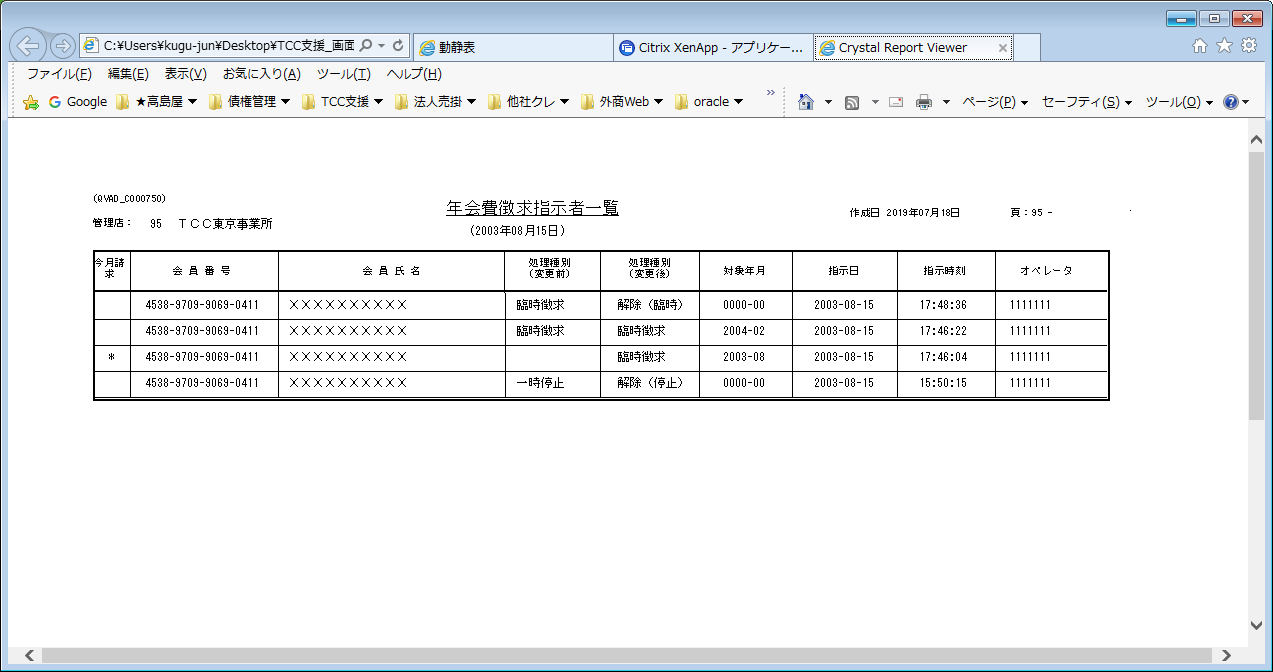 C:¥Users¥kugu-jun¥Desktop¥TCC支援_画面
動静表
Citrix XenApp - アプリケー...
Crystal Report Viewer
ファイル(F) 編集(E) 表示(V) お気に入り(A) ツール(T) ヘルプ(H)
Google ★高島屋 債権管理 TCC支援 法人売掛 他社クレ 外商Web oracle » ページ(P) セーフティ(S) ツール(O)
(QVAD_C000750)
年会費徴求指示者一覧
作成日 2019年07月18日 頁：95 -
管理店： 95 ＴＣＣ東京事業所
（2003年08月15日）
今月請求 会 員 番 号 会 員 氏 名 処理種別（変更前） 処理種別（変更後） 対象年月 指示日 指示時刻 オペレータ
4538-9709-9069-0411 ＸＸＸＸＸＸＸＸＸＸ 臨時徴求 解除（臨時） 0000-00 2003-08-15 17:48:36 1111111
4538-9709-9069-0411 ＸＸＸＸＸＸＸＸＸＸ 臨時徴求 臨時徴求 2004-02 2003-08-15 17:46:22 1111111
* 4538-9709-9069-0411 ＸＸＸＸＸＸＸＸＸＸ 臨時徴求 2003-08 2003-08-15 17:46:04 1111111
4538-9709-9069-0411 ＸＸＸＸＸＸＸＸＸＸ 一時停止 解除（停止） 0000-00 2003-08-15 15:50:15 1111111